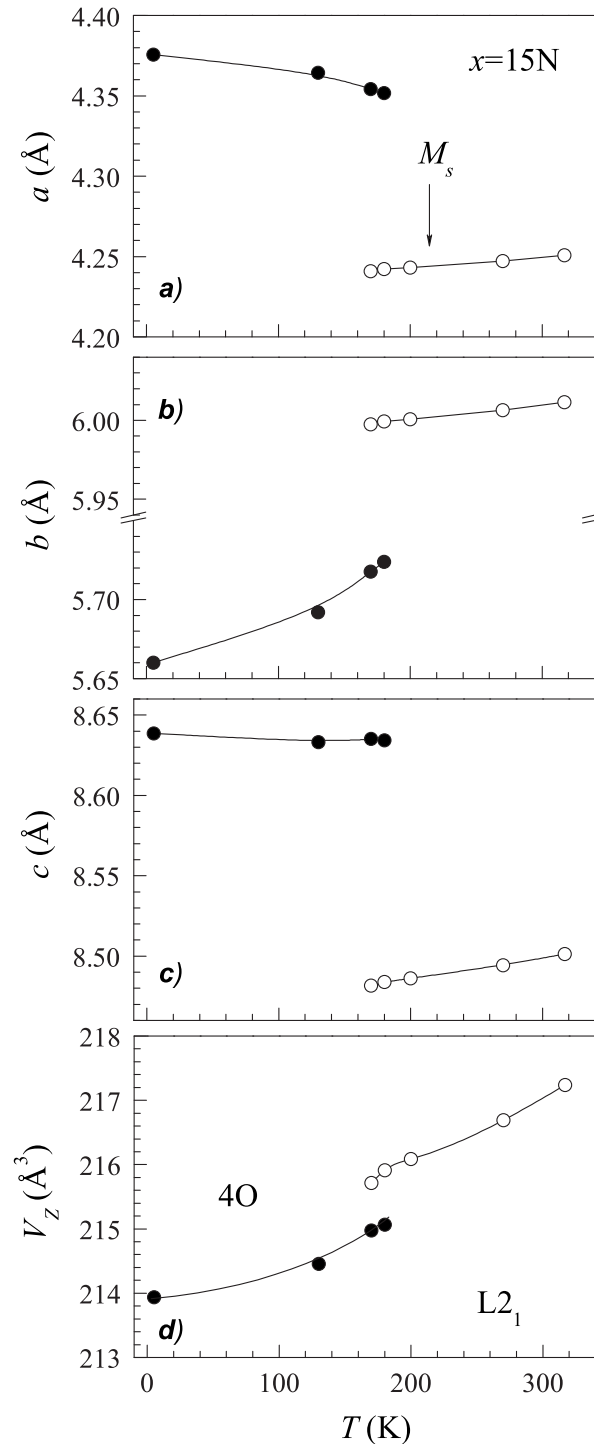 4.40
x=15N
4.35
a (Å)
M_s
4.30
4.25
a)
4.20
b)
6.00
5.95
b (Å)
5.70
5.65
8.65
8.60
c (Å)
8.55
8.50
c)
218
217
V_Z (Å³)
216
4O
215
214
L2₁
d)
213
0 100 200 300
T (K)